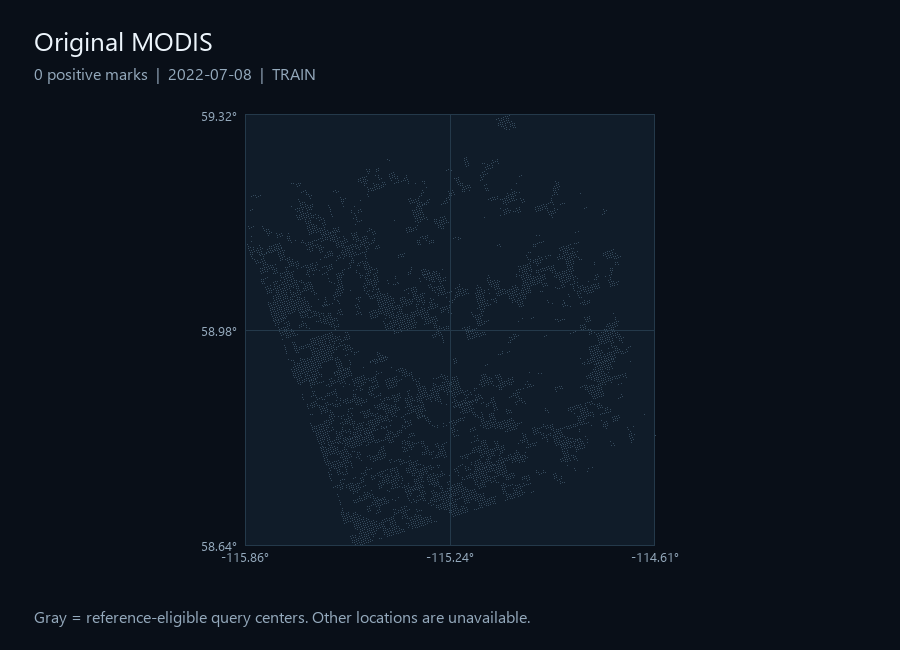 Original MODIS
0 positive marks | 2022-07-08 | TRAIN
59.32°
58.98°
58.64°
-115.86°
-115.24°
-114.61°
Gray = reference-eligible query centers. Other locations are unavailable.